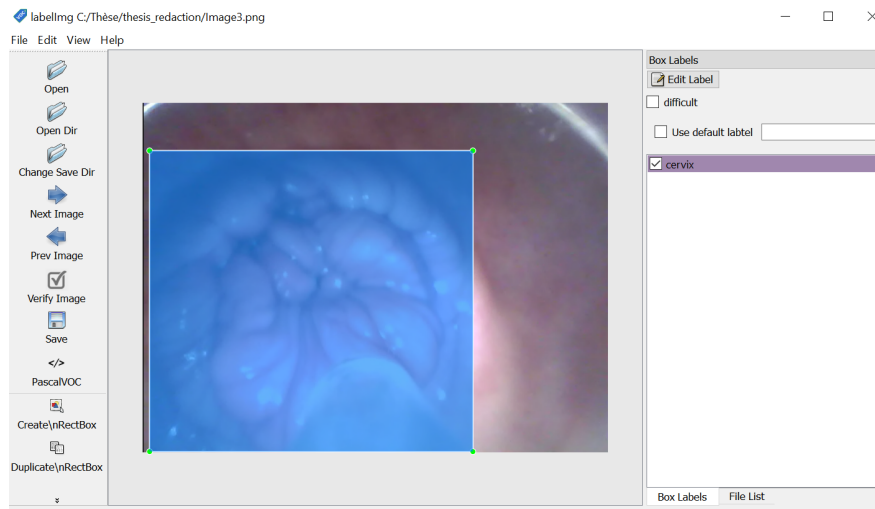 labelImg C:/Thèse/thesis_redaction/Image3.png
File Edit View Help
Open
Open Dir
Change Save Dir
Next Image
Prev Image
Verify Image
Save
</>
PascalVOC
Create\nRectBox
Duplicate\nRectBox
Box Labels
Edit Label
difficult
Use default labtel
cervix
Box Labels File List